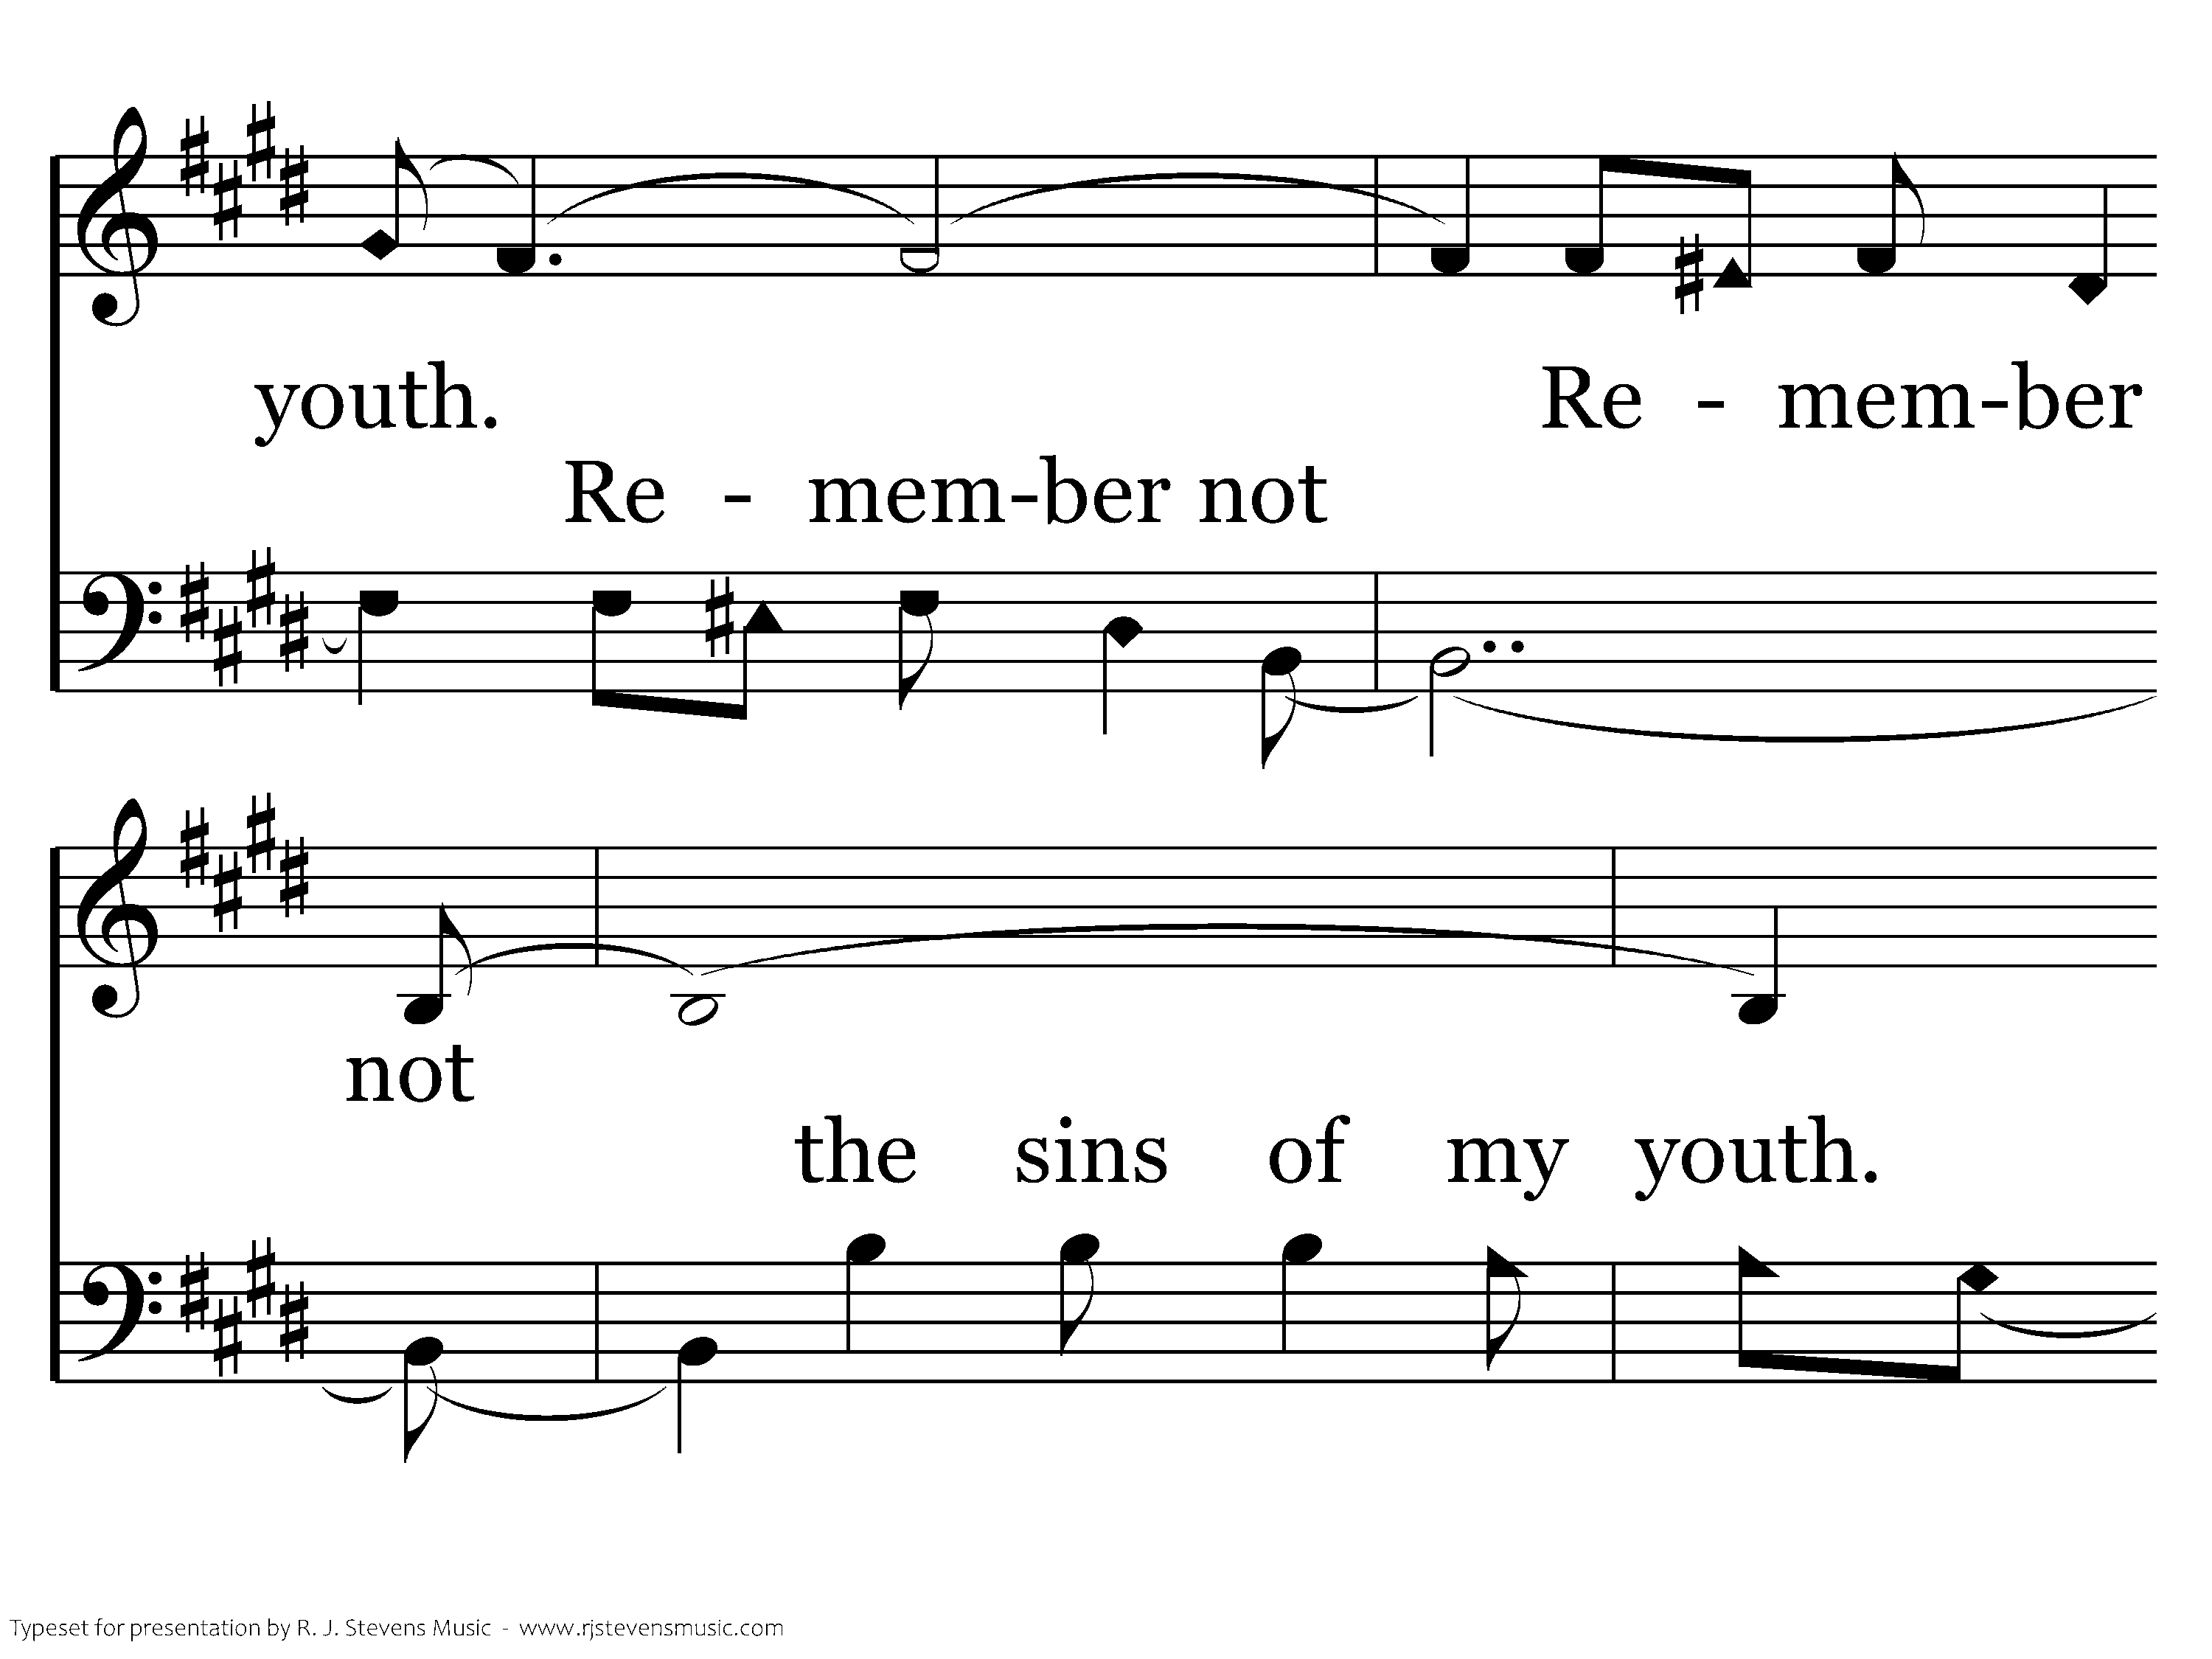 youth. Re - mem-ber
Re - mem-ber not
not
the sins of my youth.
Typeset for presentation by R. J. Stevens Music - www.rjstevensmusic.com